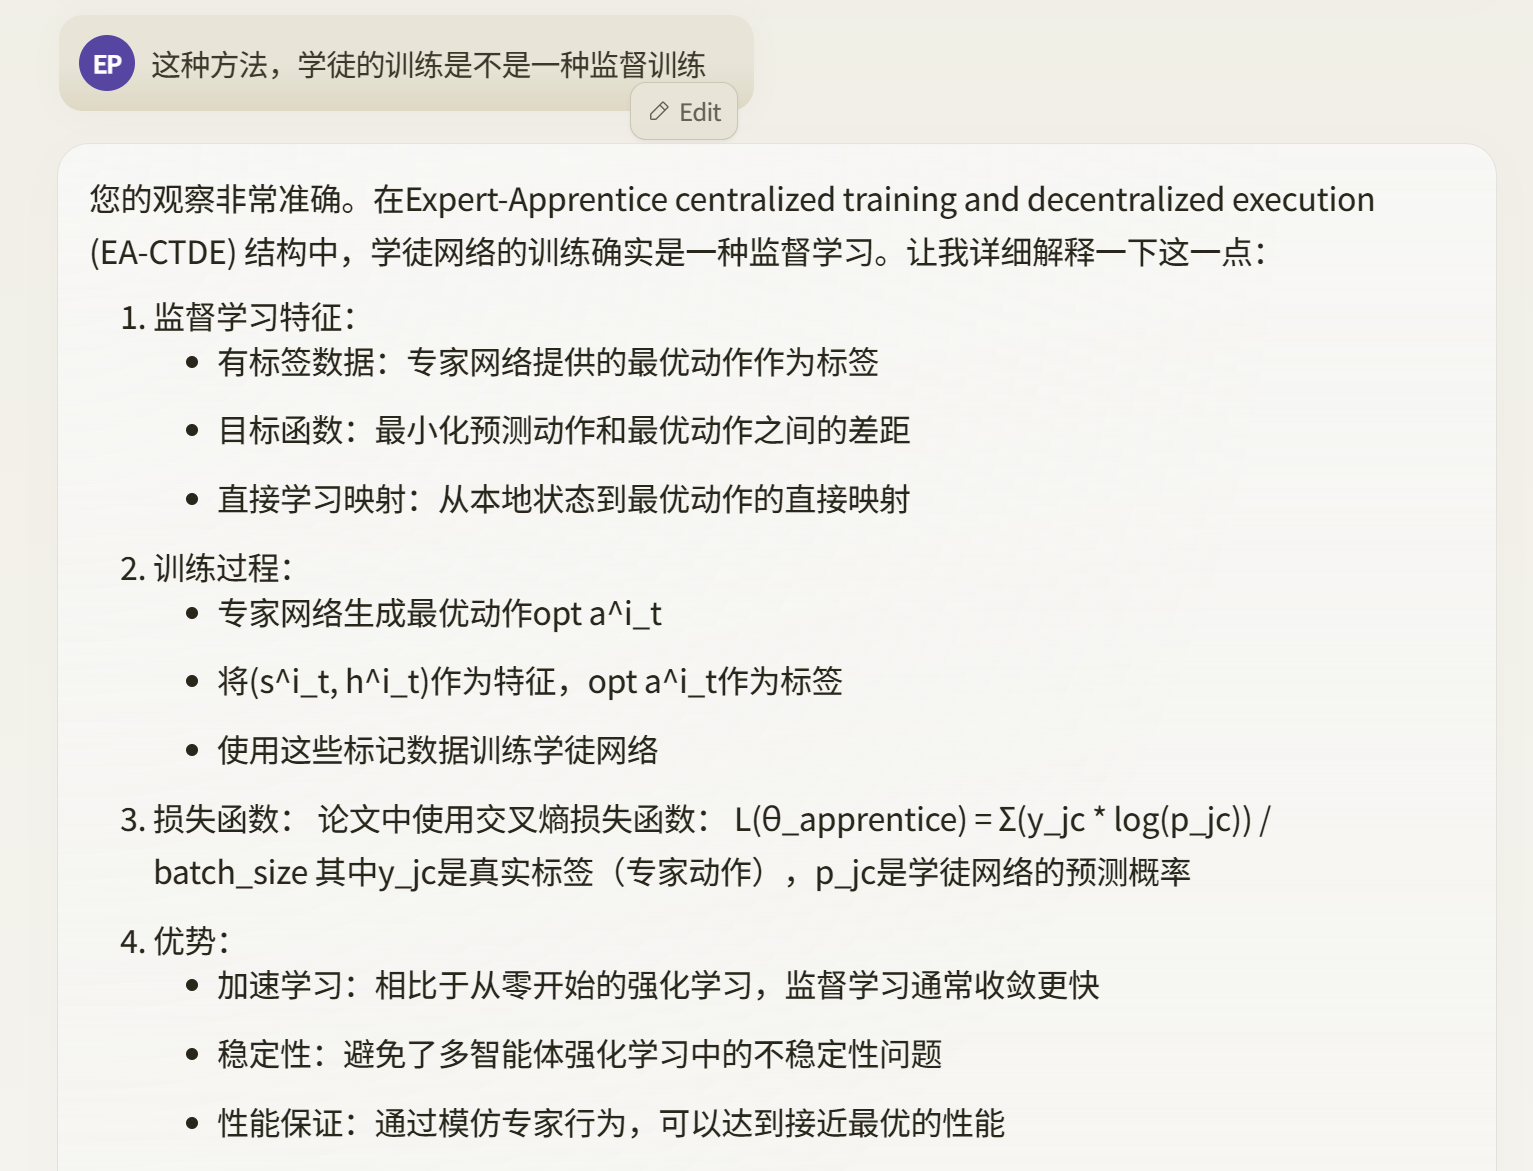 EP 这种方法，学徒的训练是不是一种监督训练
Edit
您的观察非常准确。在Expert-Apprentice centralized training and decentralized execution
(EA-CTDE) 结构中，学徒网络的训练确实是一种监督学习。让我详细解释一下这一点：
1. 监督学习特征：
• 有标签数据：专家网络提供的最优动作作为标签
• 目标函数：最小化预测动作和最优动作之间的差距
• 直接学习映射：从本地状态到最优动作的直接映射
2. 训练过程：
• 专家网络生成最优动作opt a^i_t
• 将(s^i_t, h^i_t)作为特征，opt a^i_t作为标签
• 使用这些标记数据训练学徒网络
3. 损失函数： 论文中使用交叉熵损失函数： L(θ_apprentice) = Σ(y_jc * log(p_jc)) /
batch_size 其中y_jc是真实标签（专家动作），p_jc是学徒网络的预测概率
4. 优势：
• 加速学习：相比于从零开始的强化学习，监督学习通常收敛更快
• 稳定性：避免了多智能体强化学习中的不稳定性问题
• 性能保证：通过模仿专家行为，可以达到接近最优的性能